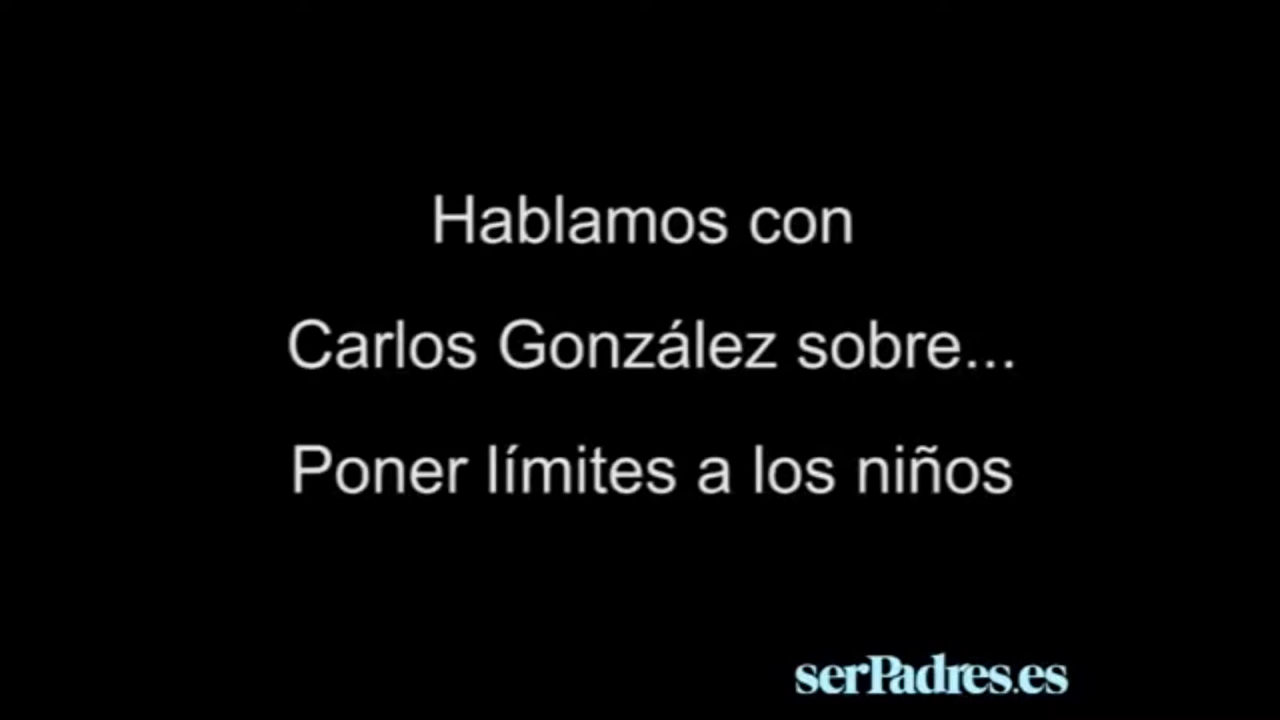 Hablamos con
Carlos González sobre...
Poner límites a los niños
serPadres.es